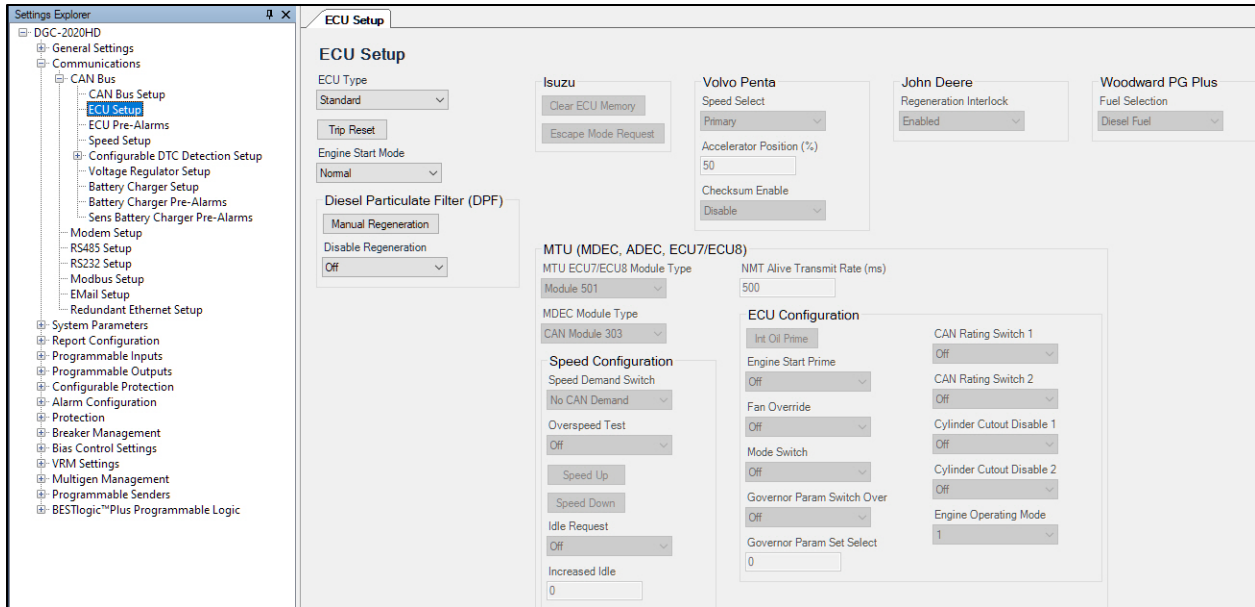 Settings Explorer
DGC-2020HD
General Settings
Communications
CAN Bus
CAN Bus Setup
ECU Setup
ECU Pre-Alarms
Speed Setup
Configurable DTC Detection Setup
Voltage Regulator Setup
Battery Charger Setup
Battery Charger Pre-Alarms
Sens Battery Charger Pre-Alarms
Modem Setup
RS485 Setup
RS232 Setup
Modbus Setup
EMail Setup
Redundant Ethernet Setup
System Parameters
Report Configuration
Programmable Inputs
Programmable Outputs
Configurable Protection
Alarm Configuration
Protection
Breaker Management
Bias Control Settings
VRM Settings
Multigen Management
Programmable Senders
BESTlogic™Plus Programmable Logic
ECU Setup
ECU Setup
ECU Type
Standard
Trip Reset
Engine Start Mode
Normal
Diesel Particulate Filter (DPF)
Manual Regeneration
Disable Regeneration
Off
Isuzu
Clear ECU Memory
Escape Mode Request
Volvo Penta
Speed Select
Primary
Accelerator Position (%)
50
Checksum Enable
Disable
John Deere
Regeneration Interlock
Enabled
Woodward PG Plus
Fuel Selection
Diesel Fuel
MTU (MDEC, ADEC, ECU7/ECU8)
MTU ECU7/ECU8 Module Type
Module 501
MDEC Module Type
CAN Module 303
NMT Alive Transmit Rate (ms)
500
Speed Configuration
Speed Demand Switch
No CAN Demand
Overspeed Test
Off
Speed Up
Speed Down
Idle Request
Off
Increased Idle
0
ECU Configuration
Int Oil Prime
Engine Start Prime
Off
Fan Override
Off
Mode Switch
Off
Governor Param Switch Over
Off
Governor Param Set Select
0
CAN Rating Switch 1
Off
CAN Rating Switch 2
Off
Cylinder Cutout Disable 1
Off
Cylinder Cutout Disable 2
Off
Engine Operating Mode
1